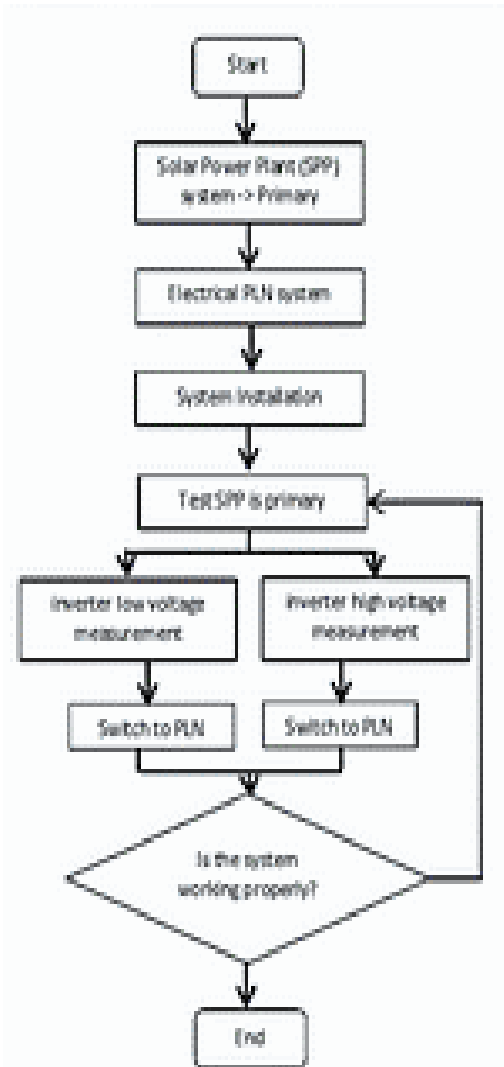 Start
Solar Power Plant (SPP)
system -> Primary
Electrical PLN system
System Installation
Test SPP is primary
Inverter low voltage
measurement
Inverter high voltage
measurement
Switch to PLN
Switch to PLN
Is the system
working properly?
End